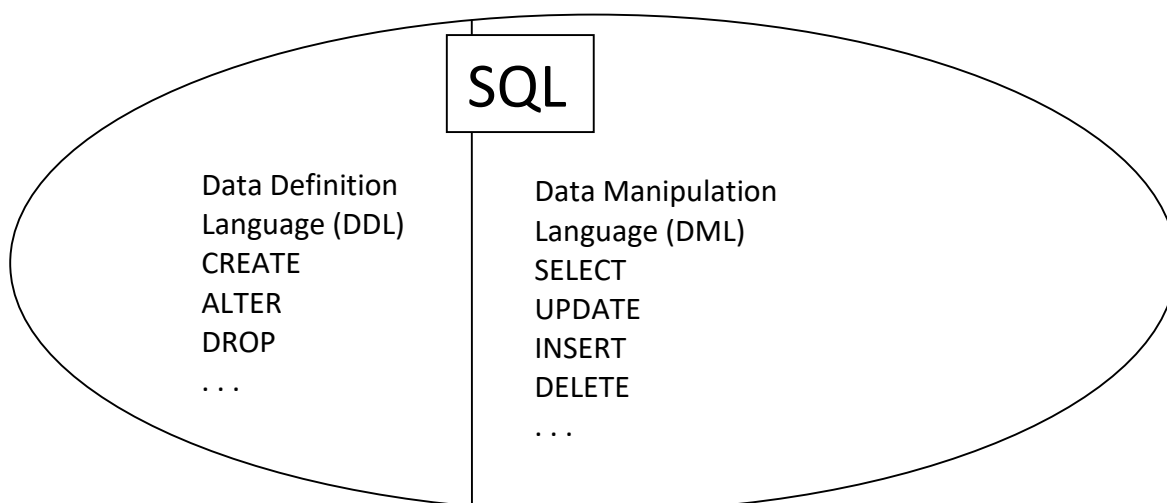 SQL
Data Definition
Language (DDL)
CREATE
ALTER
DROP
. . .
Data Manipulation
Language (DML)
SELECT
UPDATE
INSERT
DELETE
. . .